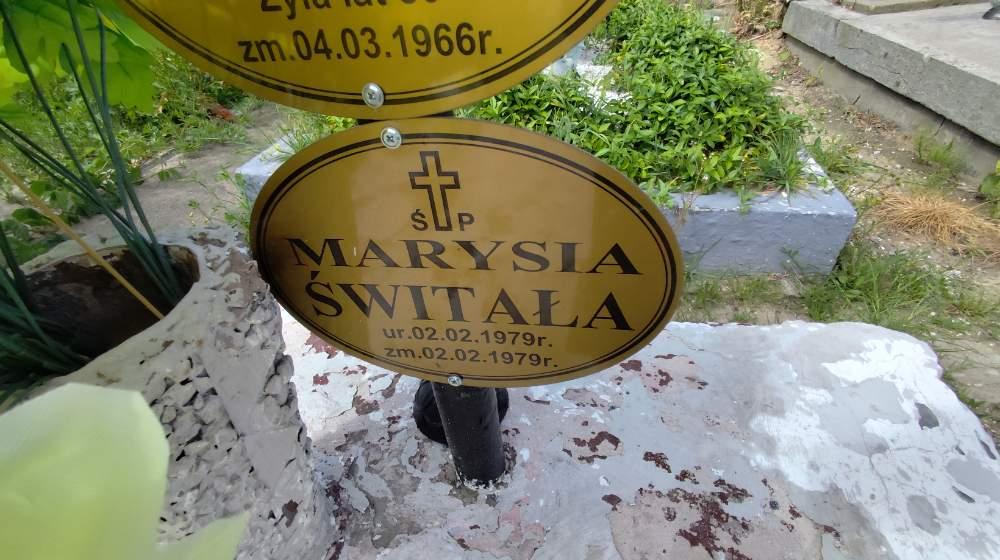 zm.04.03.1966r.
Ś P
MARYSIA
ŚWITAŁA
ur.02.02.1979r.
zm.02.02.1979r.